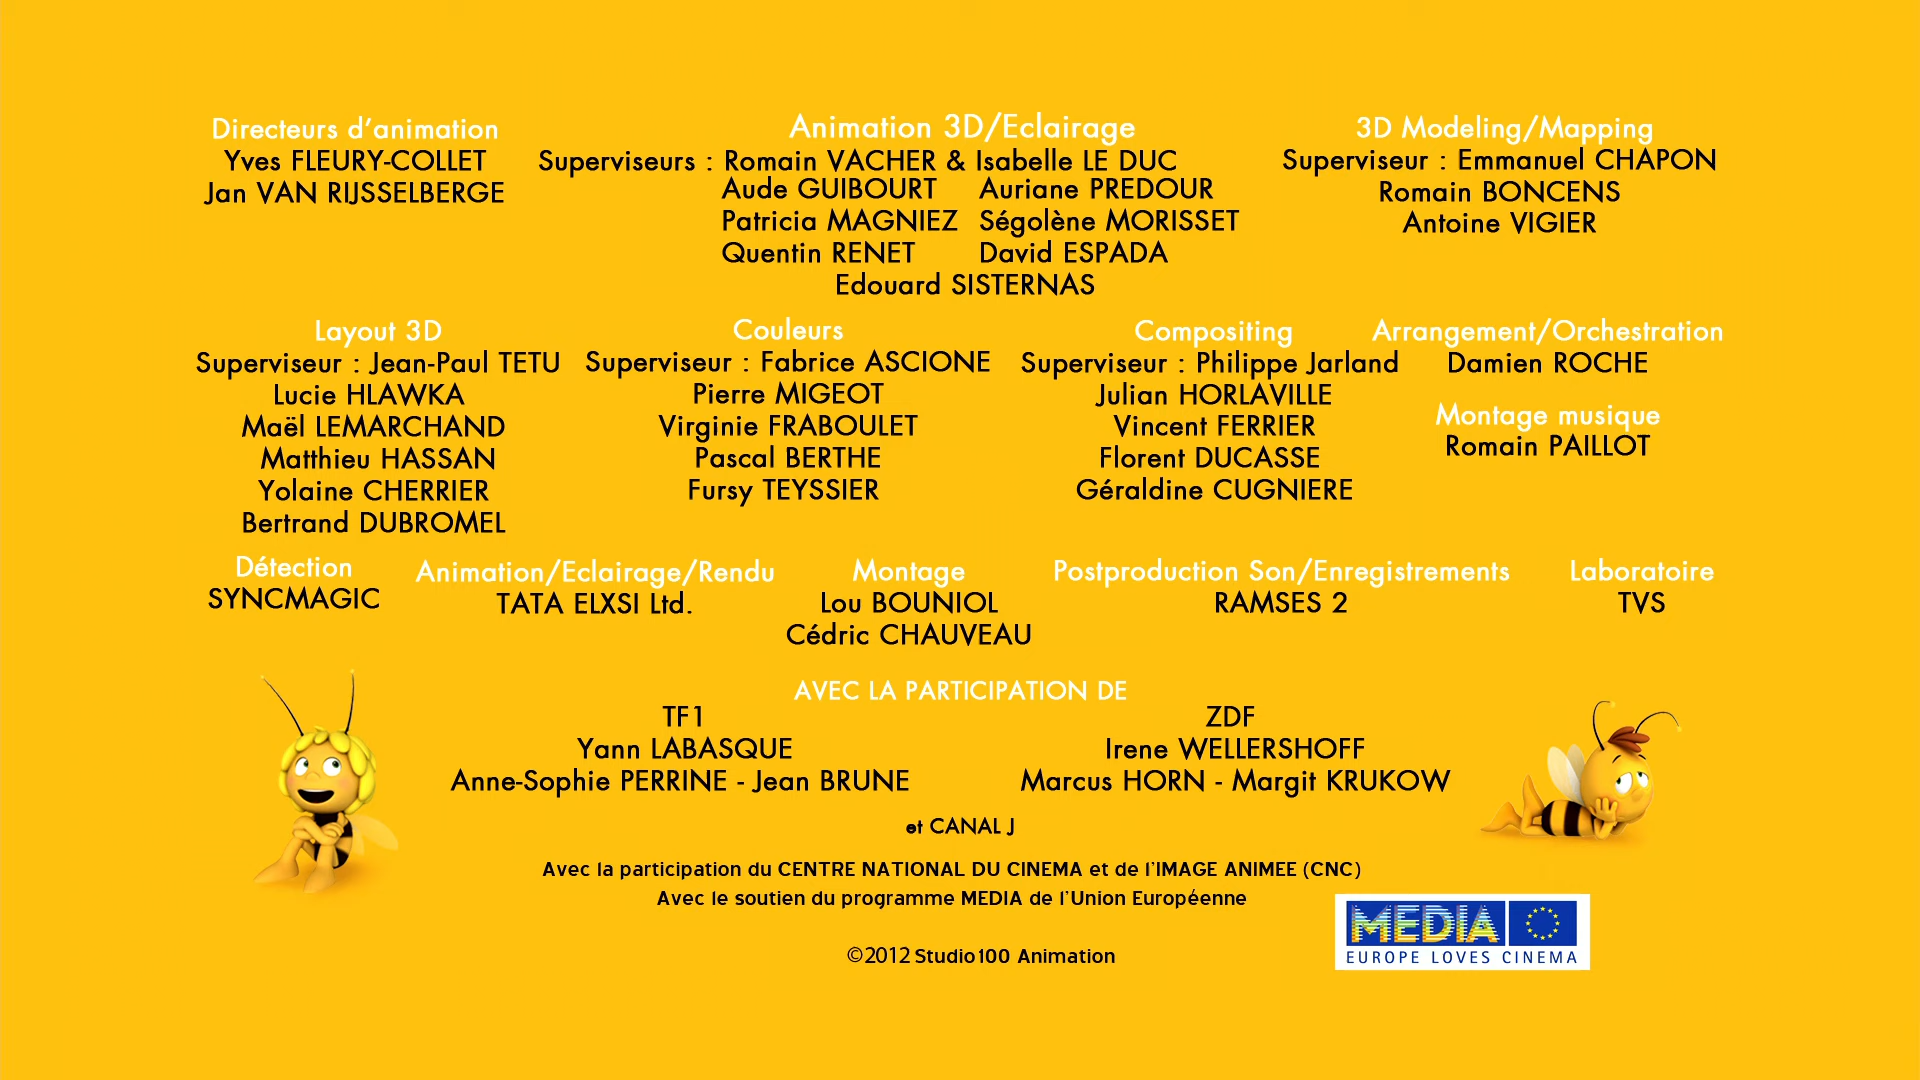 Directeurs d'animation
Yves FLEURY-COLLET
Jan VAN RIJSSELBERGE
Animation 3D/Eclairage
Superviseurs : Romain VACHER & Isabelle LE DUC
Aude GUIBOURT Auriane PREDOUR
Patricia MAGNIEZ Ségolène MORISSET
Quentin RENET David ESPADA
Edouard SISTERNAS
3D Modeling/Mapping
Superviseur : Emmanuel CHAPON
Romain BONCENS
Antoine VIGIER
Layout 3D
Superviseur : Jean-Paul TETU
Lucie HLAWKA
Maël LEMARCHAND
Matthieu HASSAN
Yolaine CHERRIER
Bertrand DUBROMEL
Couleurs
Superviseur : Fabrice ASCIONE
Pierre MIGEOT
Virginie FRABOULET
Pascal BERTHE
Fursy TEYSSIER
Compositing
Superviseur : Philippe Jarland
Julian HORLAVILLE
Vincent FERRIER
Florent DUCASSE
Géraldine CUGNIERE
Arrangement/Orchestration
Damien ROCHE
Montage musique
Romain PAILLOT
Détection
SYNCMAGIC
Animation/Eclairage/Rendu
TATA ELXSI Ltd.
Montage
Lou BOUNIOL
Cédric CHAUVEAU
Postproduction Son/Enregistrements
RAMSES 2
Laboratoire
TVS
AVEC LA PARTICIPATION DE
TF1
Yann LABASQUE
Anne-Sophie PERRINE - Jean BRUNE
ZDF
Irene WELLERSHOFF
Marcus HORN - Margit KRUKOW
et CANAL J
Avec la participation du CENTRE NATIONAL DU CINEMA et de l'IMAGE ANIMEE (CNC)
Avec le soutien du programme MEDIA de l'Union Européenne
©2012 Studio100 Animation
MEDIA
EUROPE LOVES CINEMA